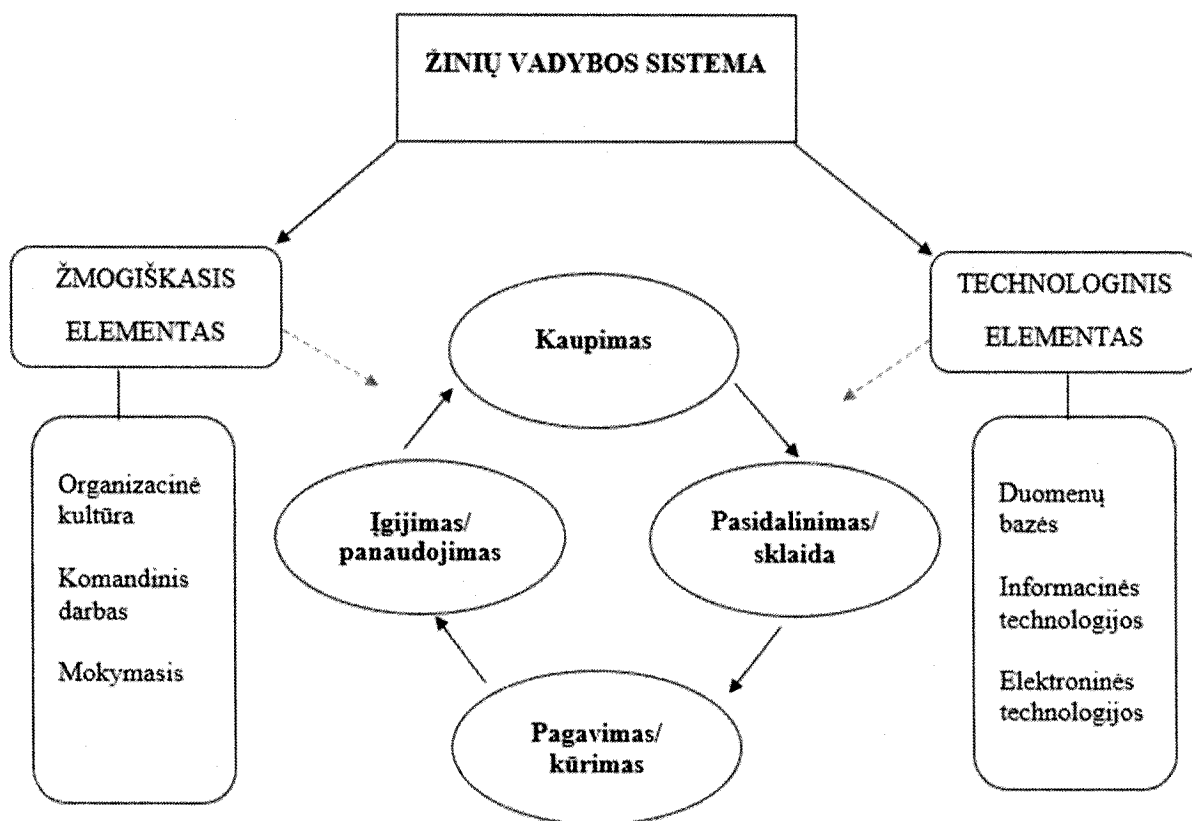 ŽINIŲ VADYBOS SISTEMA
ŽMOGIŠKASIS
ELEMENTAS
TECHNOLOGINIS
ELEMENTAS
Kaupimas
Įgijimas/
panaudojimas
Pasidalinimas/
sklaida
Pagavimas/
kūrimas
Organizacinė
kultūra
Komandinis
darbas
Mokymasis
Duomenų
bazės
Informacinės
technologijos
Elektroninės
technologijos